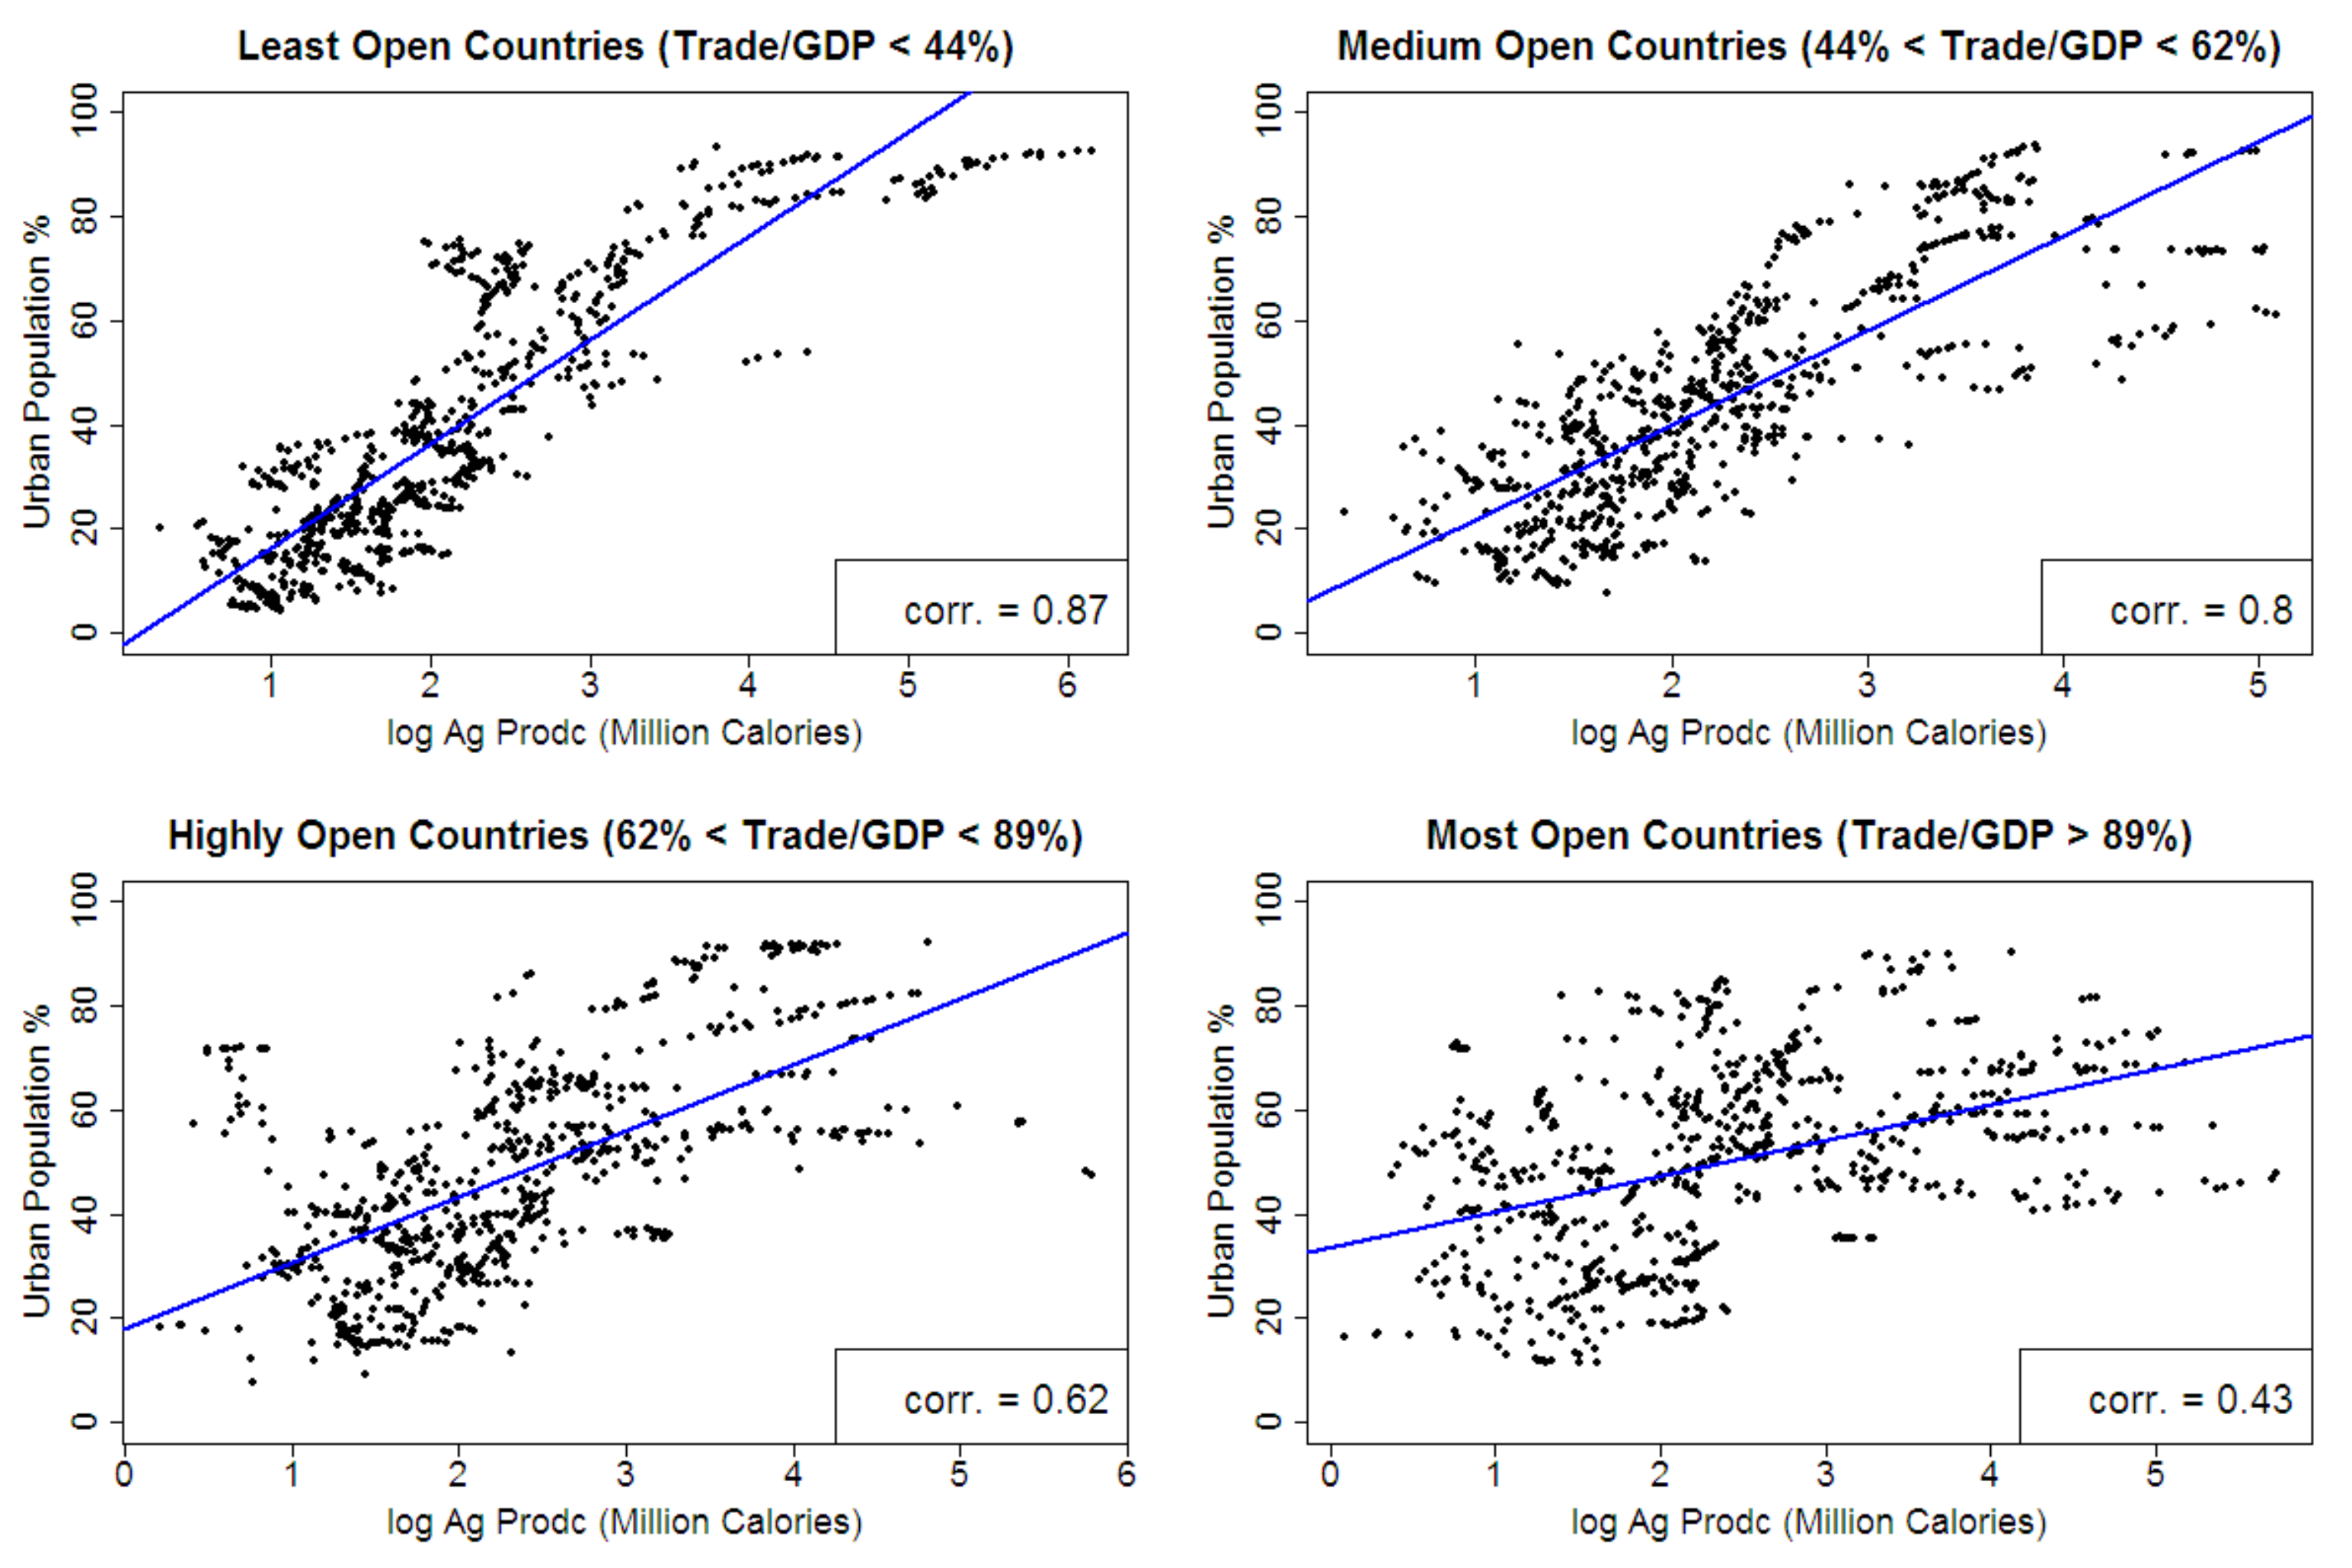 Least Open Countries (Trade/GDP < 44%)
Urban Population %
100
80
60
40
20
0
corr. = 0.87
1 2 3 4 5 6
log Ag Prodc (Million Calories)
Medium Open Countries (44% < Trade/GDP < 62%)
Urban Population %
100
80
60
40
20
0
corr. = 0.8
1 2 3 4 5
log Ag Prodc (Million Calories)
Highly Open Countries (62% < Trade/GDP < 89%)
Urban Population %
100
80
60
40
20
0
corr. = 0.62
0 1 2 3 4 5 6
log Ag Prodc (Million Calories)
Most Open Countries (Trade/GDP > 89%)
Urban Population %
100
80
60
40
20
0
corr. = 0.43
0 1 2 3 4 5
log Ag Prodc (Million Calories)